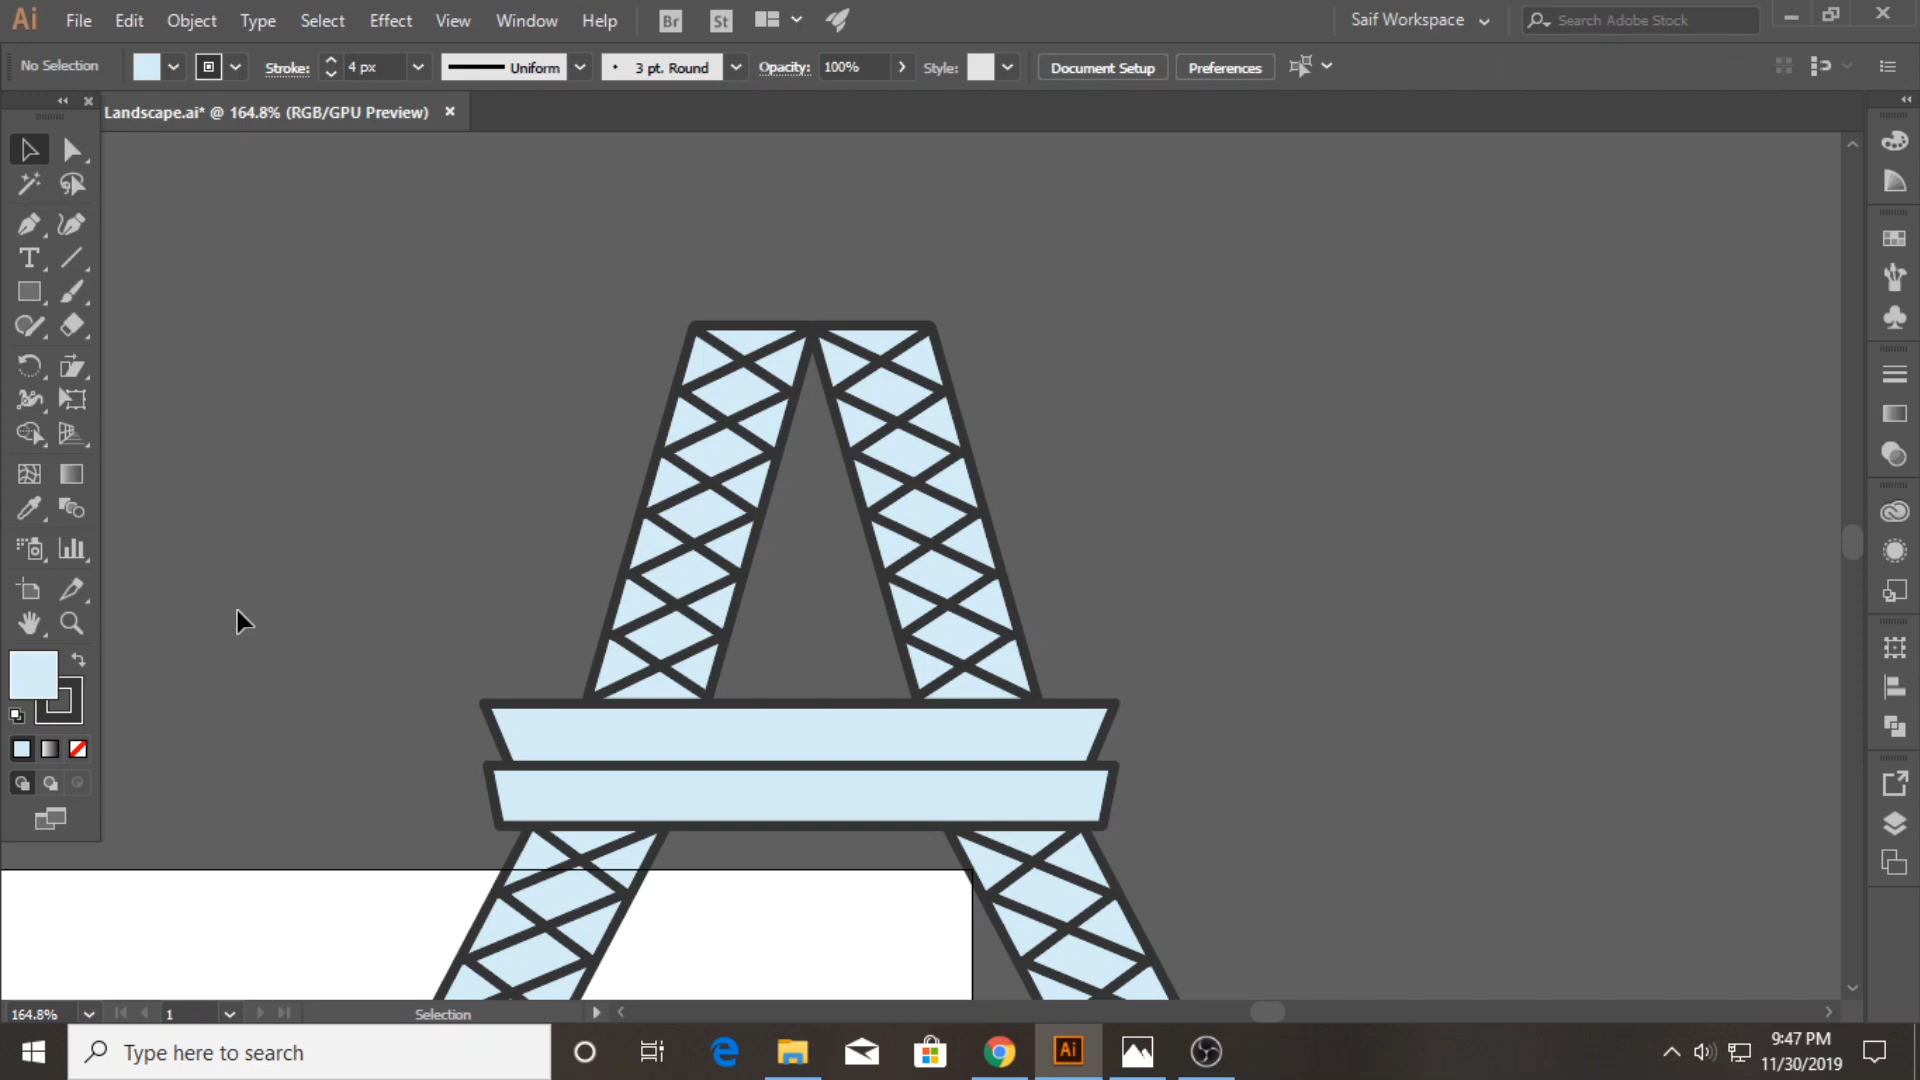 Ai File Edit Object Type Select Effect View Window Help Br St Saif Workspace Search Adobe Stock
No Selection Stroke: 4 px Uniform 3 pt. Round Opacity: 100% Style: Document Setup Preferences
Landscape.ai* @ 164.8% (RGB/GPU Preview)
164.8% 1 Selection
Type here to search Ai 9:47 PM
11/30/2019